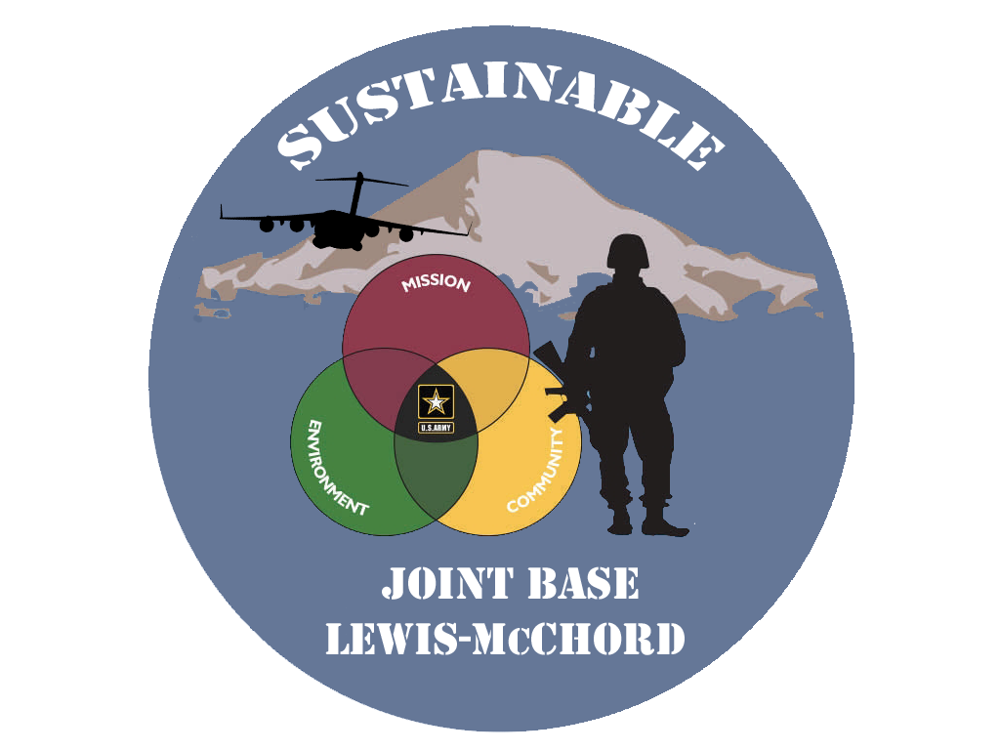 SUSTAINABLE
MISSION
U.S.ARMY
ENVIRONMENT
COMMUNITY
JOINT BASE
LEWIS-McCHORD